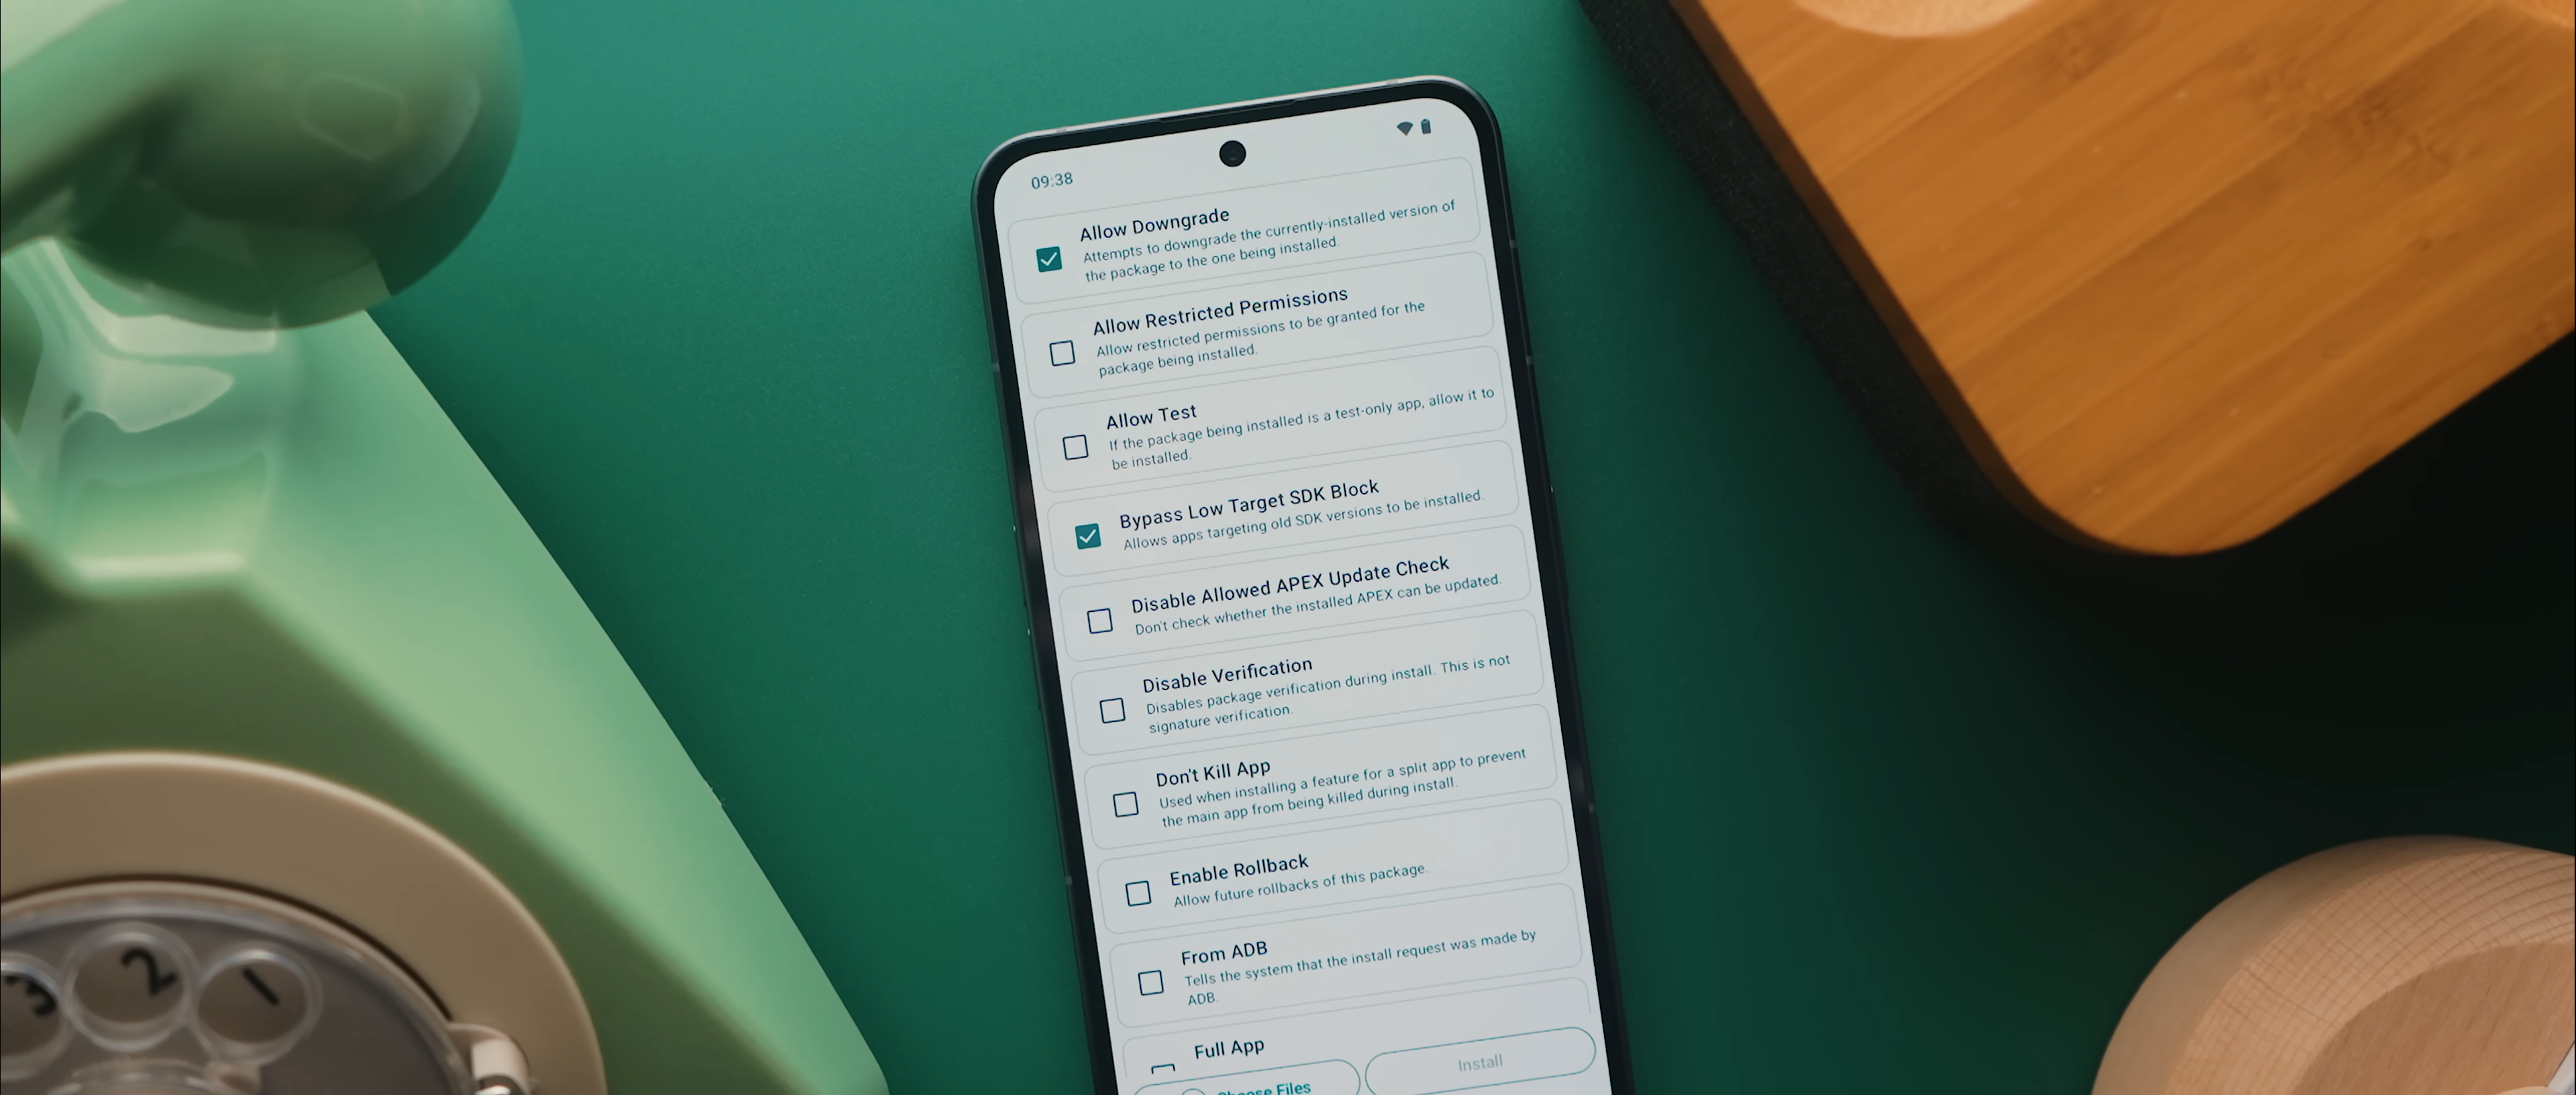 09:38
Allow Downgrade
Attempts to downgrade the currently-installed version of
the package to the one being installed.
Allow Restricted Permissions
Allow restricted permissions to be granted for the
package being installed.
Allow Test
If the package being installed is a test-only app, allow it to
be installed.
Bypass Low Target SDK Block
Allows apps targeting old SDK versions to be installed.
Disable Allowed APEX Update Check
Don't check whether the installed APEX can be updated.
Disable Verification
Disables package verification during install. This is not
signature verification.
Don't Kill App
Used when installing a feature for a split app to prevent
the main app from being killed during install.
Enable Rollback
Allow future rollbacks of this package.
From ADB
Tells the system that the install request was made by
ADB.
Full App
Choose Files
Install
3 2 1